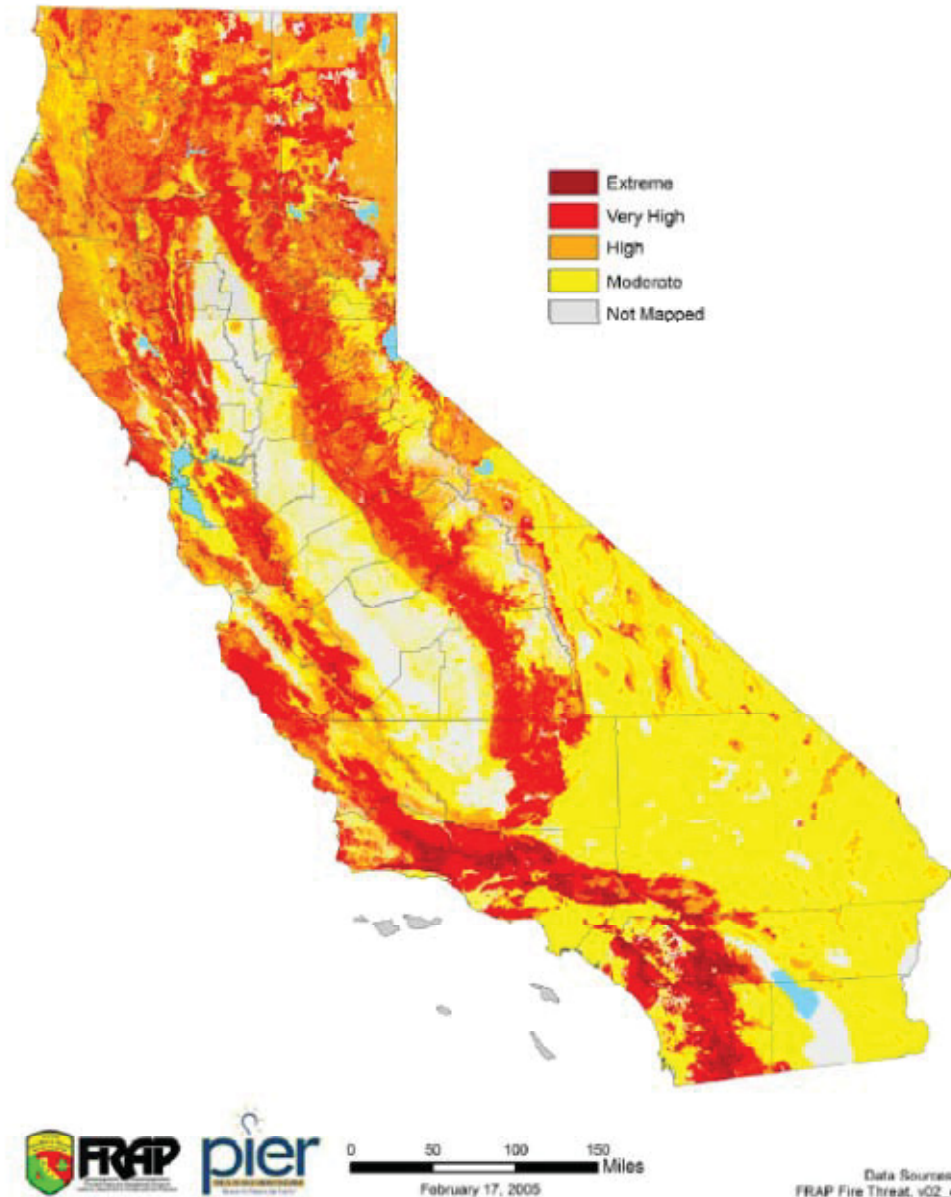 Extreme
Very High
High
Moderate
Not Mapped
FRAP
pier
0 50 100 150
Miles
February 17, 2005
Data Sources
FRAP Fire Threat, v02_